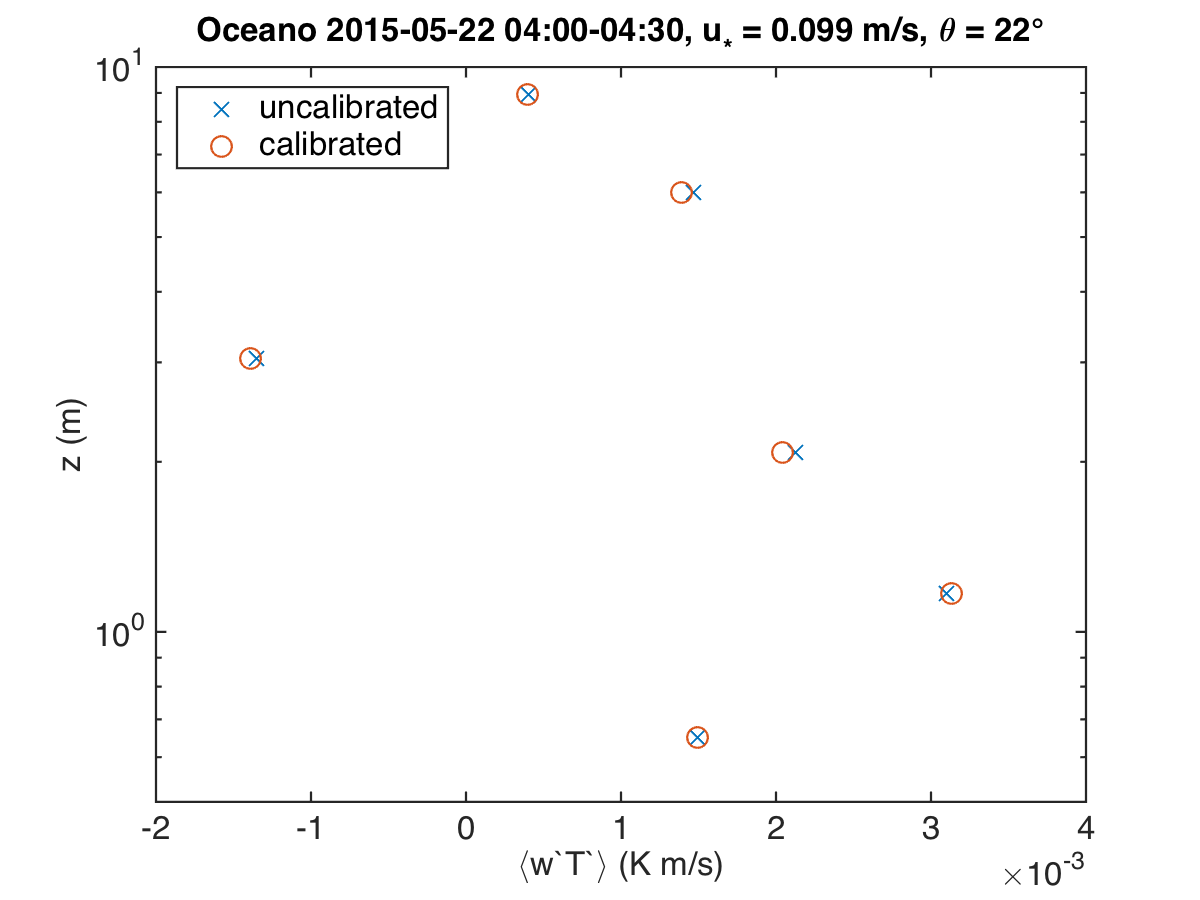 Oceano 2015-05-22 04:00-04:30, u* = 0.099 m/s, θ = 22°
10^1
uncalibrated
calibrated
z (m)
10^0
-2 -1 0 1 2 3 4
⟨w`T`⟩ (K m/s)
×10^-3